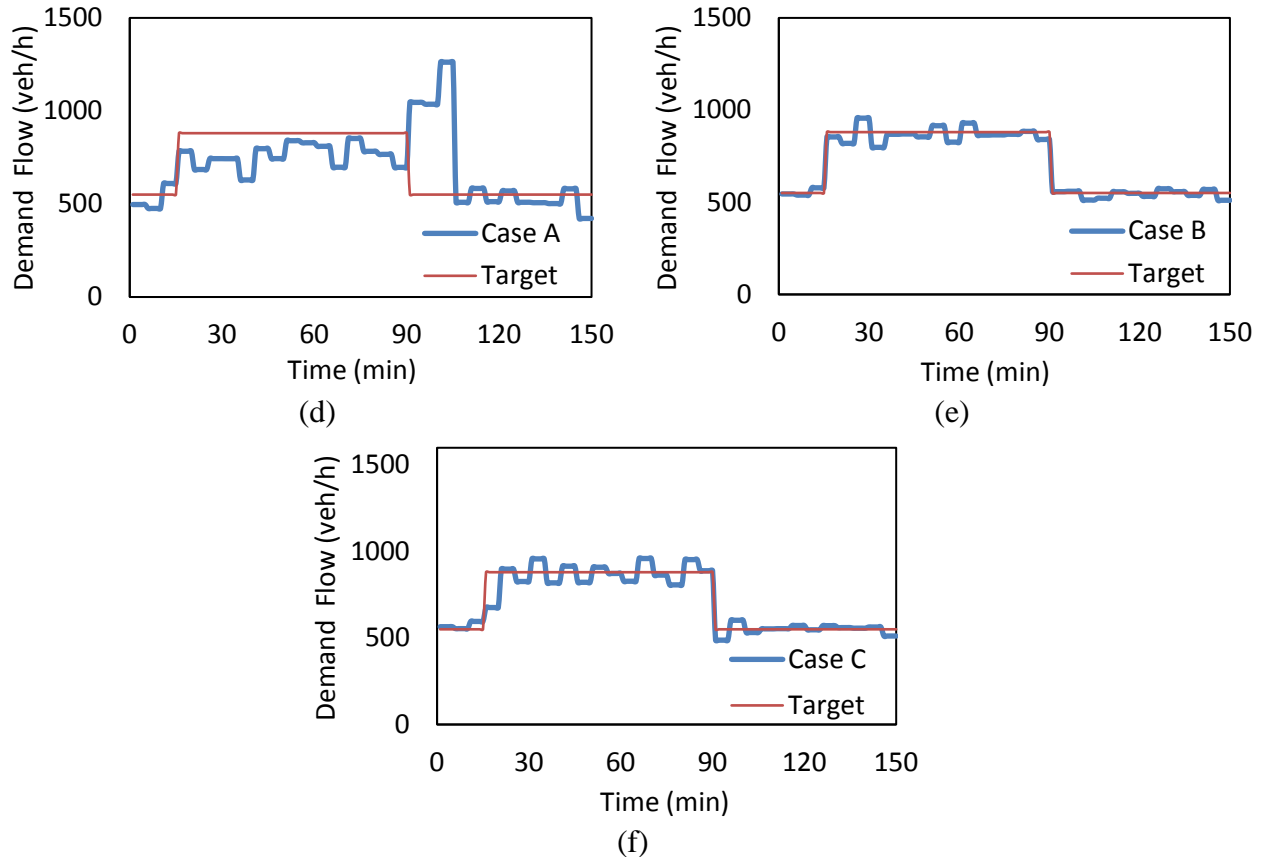 1500
1000
500
0
Demand Flow (veh/h)
Case A
Target
0 30 60 90 120 150
Time (min)
(d)
1500
1000
500
0
Demand Flow (veh/h)
Case B
Target
0 30 60 90 120 150
Time (min)
(e)
1500
1000
500
0
Demand Flow (veh/h)
Case C
Target
0 30 60 90 120 150
Time (min)
(f)